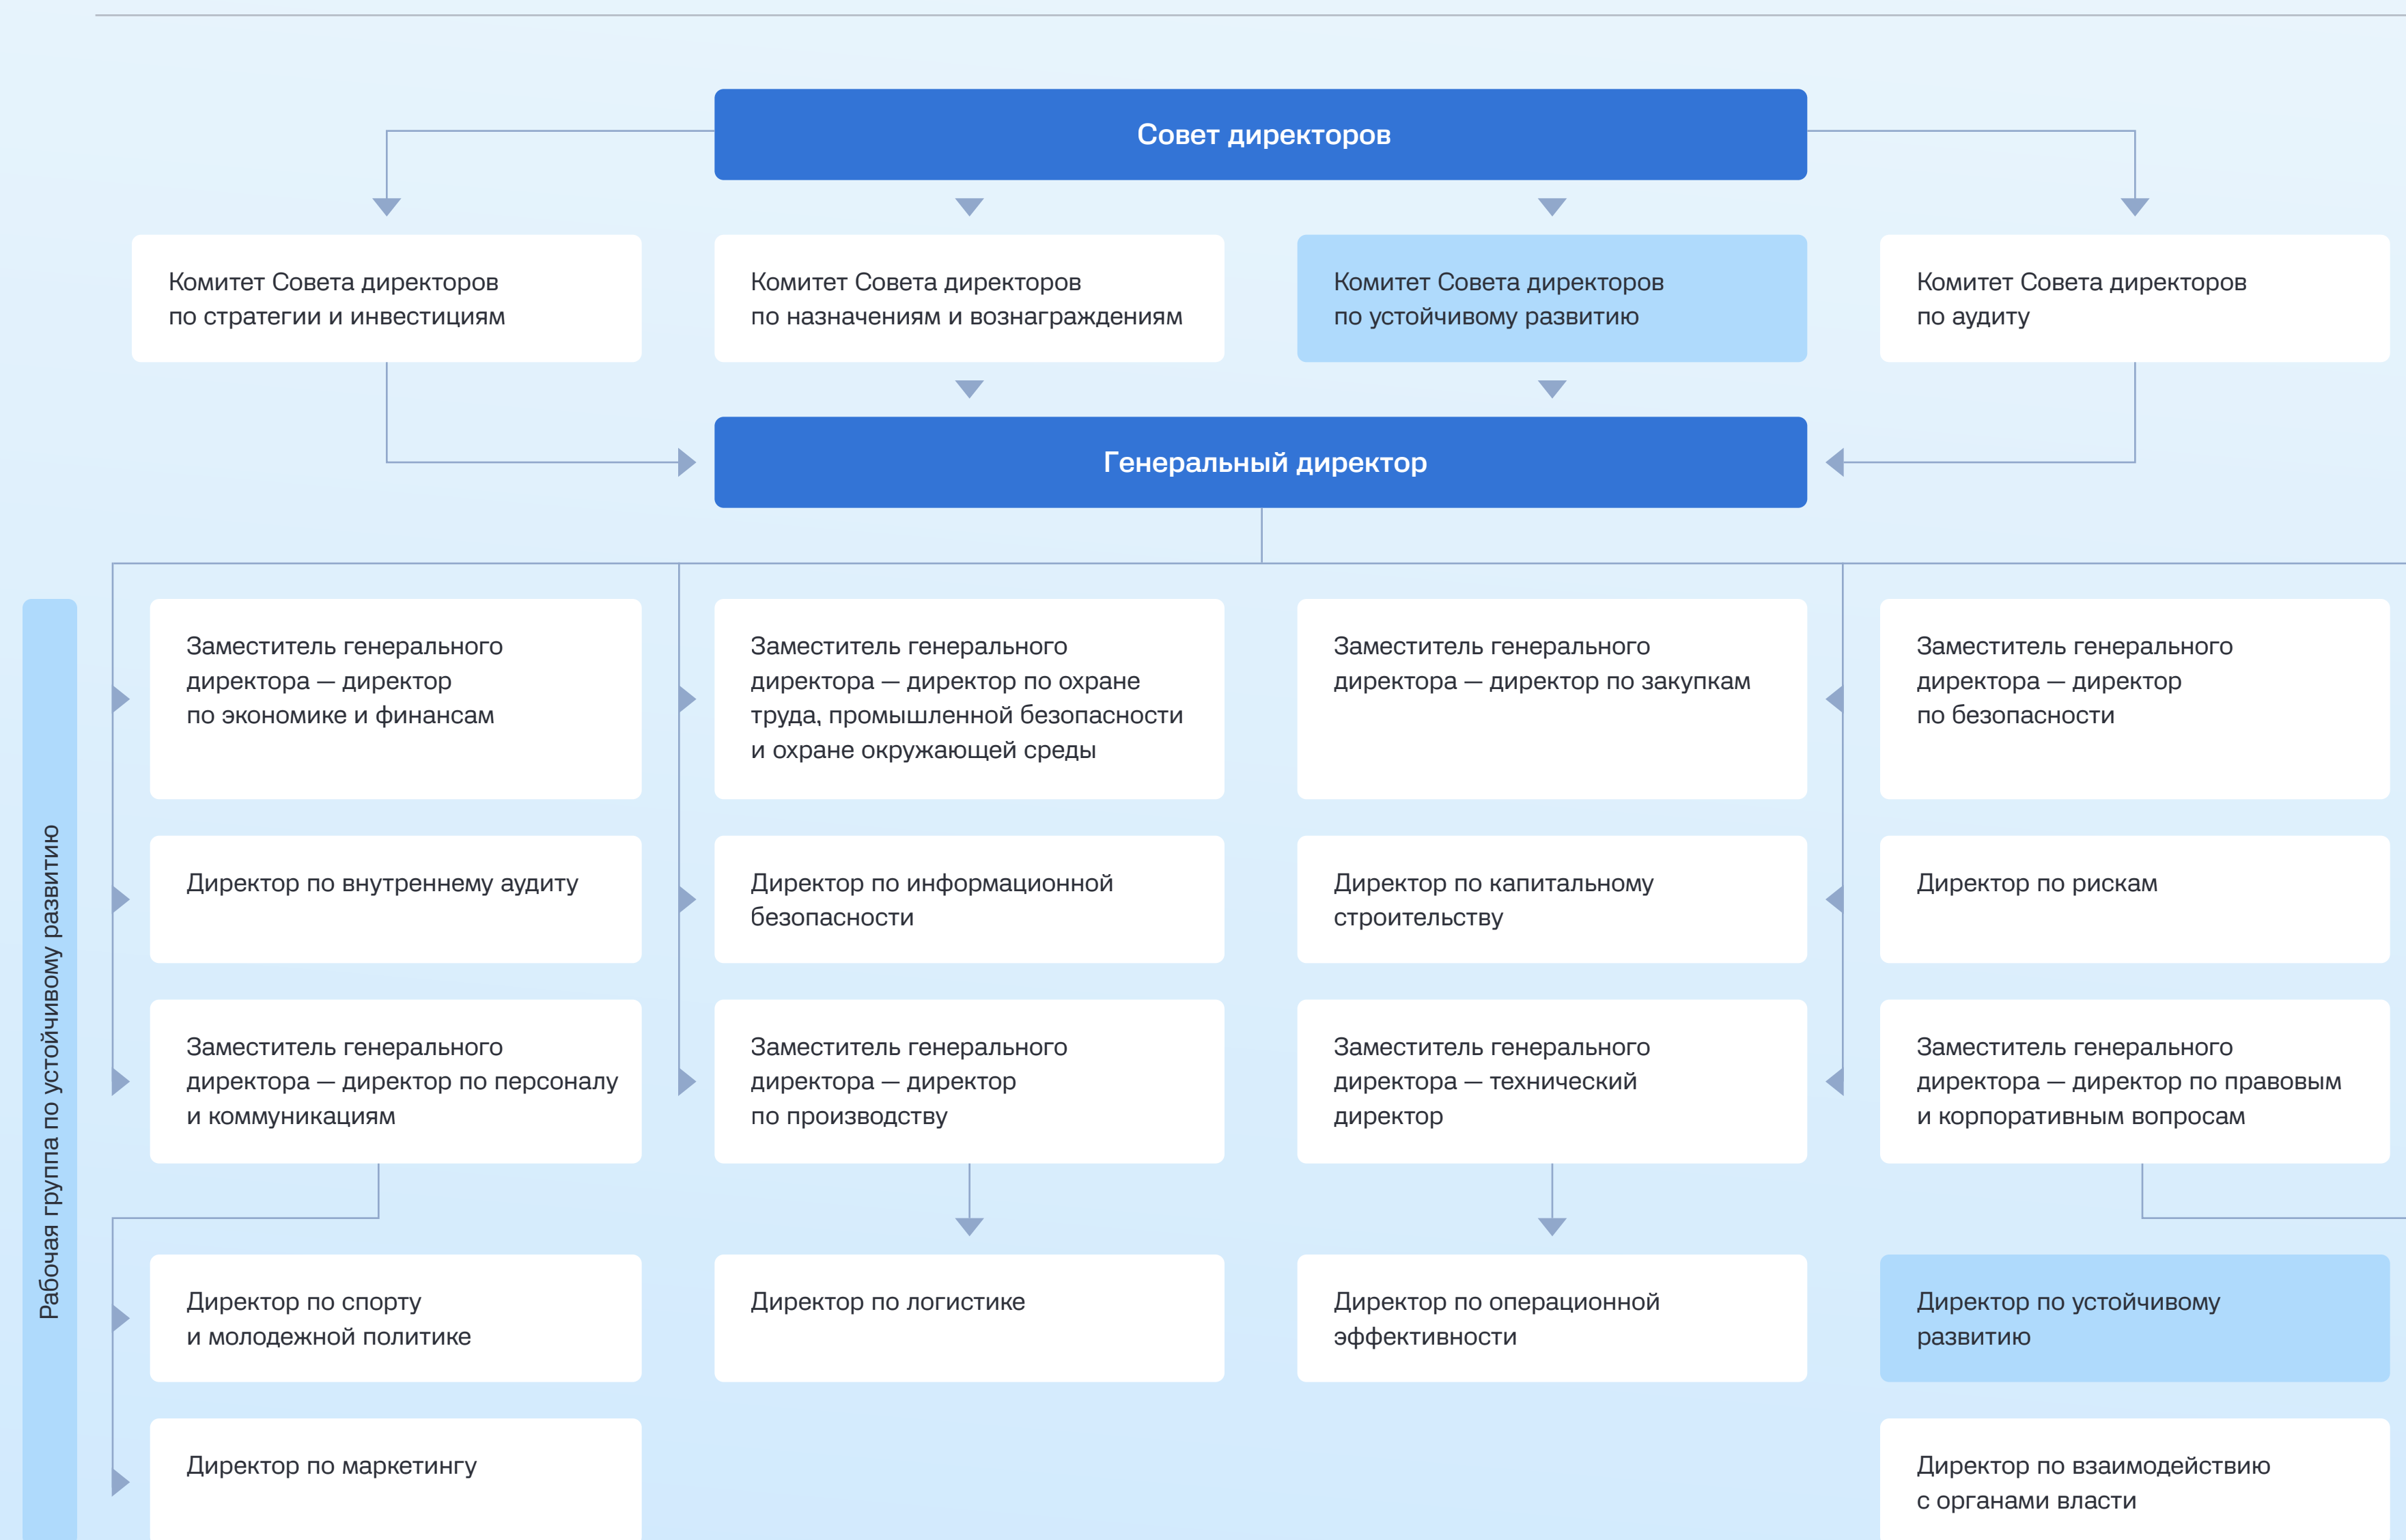 Совет директоров
Комитет Совета директоров
по стратегии и инвестициям
Комитет Совета директоров
по назначениям и вознаграждениям
Комитет Совета директоров
по устойчивому развитию
Комитет Совета директоров
по аудиту
Генеральный директор
Рабочая группа по устойчивому развитию
Заместитель генерального
директора — директор
по экономике и финансам
Заместитель генерального
директора — директор по охране
труда, промышленной безопасности
и охране окружающей среды
Заместитель генерального
директора — директор по закупкам
Заместитель генерального
директора — директор
по безопасности
Директор по внутреннему аудиту
Директор по информационной
безопасности
Директор по капитальному
строительству
Директор по рискам
Заместитель генерального
директора — директор по персоналу
и коммуникациям
Заместитель генерального
директора — директор
по производству
Заместитель генерального
директора — технический
директор
Заместитель генерального
директора — директор по правовым
и корпоративным вопросам
Директор по спорту
и молодежной политике
Директор по логистике
Директор по операционной
эффективности
Директор по устойчивому
развитию
Директор по маркетингу
Директор по взаимодействию
с органами власти